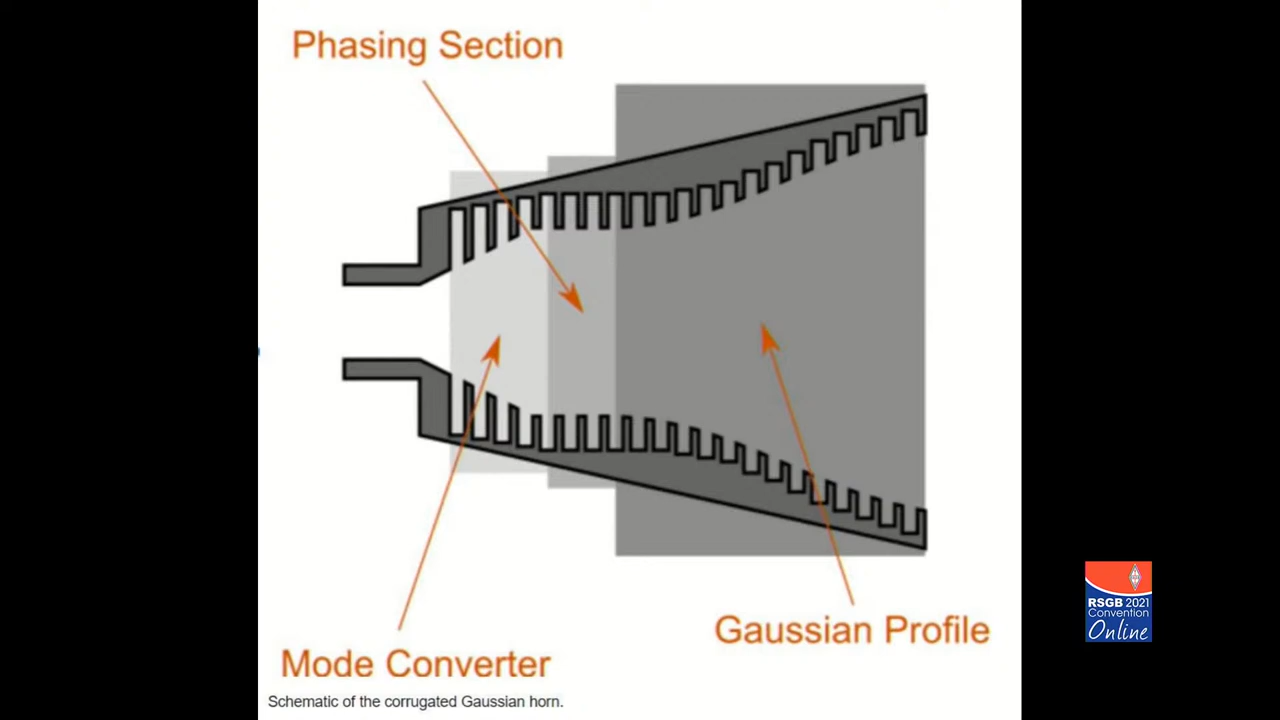 Phasing Section
Gaussian Profile
Mode Converter
Schematic of the corrugated Gaussian horn.
RSGB 2021
Convention
Online